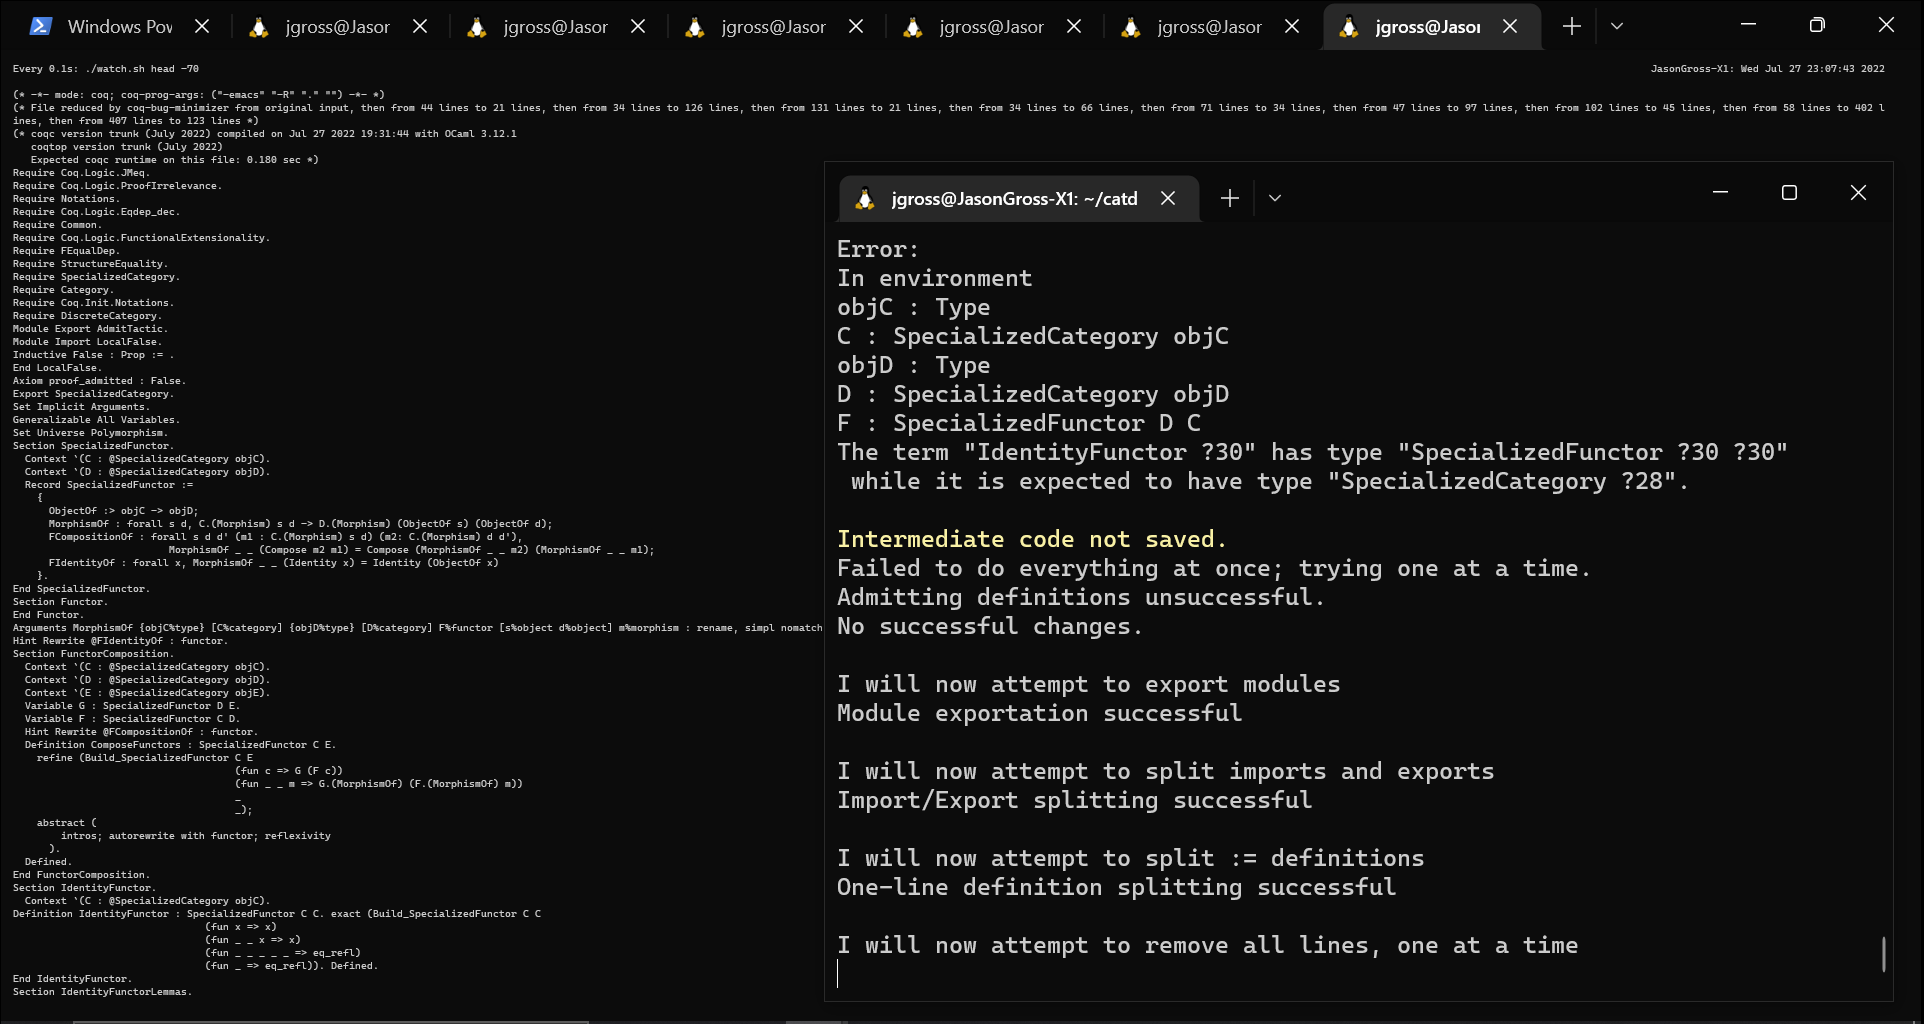 Windows Pov
jgross@Jasor
jgross@Jasor
jgross@Jasor
jgross@Jasor
jgross@Jasor
jgross@Jasor
Every 0.1s: ./watch.sh head -70
JasonGross-X1: Wed Jul 27 23:07:43 2022
(* -*- mode: coq; coq-prog-args: ("-emacs" "-R" "." "") -*- *)
(* File reduced by coq-bug-minimizer from original input, then from 44 lines to 21 lines, then from 34 lines to 126 lines, then from 131 lines to 21 lines, then from 34 lines to 66 lines, then from 71 lines to 34 lines, then from 47 lines to 97 lines, then from 102 lines to 45 lines, then from 58 lines to 402 l
ines, then from 407 lines to 123 lines *)
(* coqc version trunk (July 2022) compiled on Jul 27 2022 19:31:44 with OCaml 3.12.1
   coqtop version trunk (July 2022)
   Expected coqc runtime on this file: 0.180 sec *)
Require Coq.Logic.JMeq.
Require Coq.Logic.ProofIrrelevance.
Require Notations.
Require Coq.Logic.Eqdep_dec.
Require Common.
Require Coq.Logic.FunctionalExtensionality.
Require FEqualDep.
Require StructureEquality.
Require SpecializedCategory.
Require Category.
Require Coq.Init.Notations.
Require DiscreteCategory.
Module Export AdmitTactic.
Module Import LocalFalse.
Inductive False : Prop := .
End LocalFalse.
Axiom proof_admitted : False.
Export SpecializedCategory.
Set Implicit Arguments.
Generalizable All Variables.
Set Universe Polymorphism.
Section SpecializedFunctor.
  Context `(C : @SpecializedCategory objC).
  Context `(D : @SpecializedCategory objD).
  Record SpecializedFunctor :=
    {
      ObjectOf :> objC -> objD;
      MorphismOf : forall s d, C.(Morphism) s d -> D.(Morphism) (ObjectOf s) (ObjectOf d);
      FCompositionOf : forall s d d' (m1 : C.(Morphism) s d) (m2: C.(Morphism) d d'),
                          MorphismOf _ _ (Compose m2 m1) = Compose (MorphismOf _ _ m2) (MorphismOf _ _ m1);
      FIdentityOf : forall x, MorphismOf _ _ (Identity x) = Identity (ObjectOf x)
    }.
End SpecializedFunctor.
Section Functor.
End Functor.
Arguments MorphismOf {objC%type} [C%category] {objD%type} [D%category] F%functor [s%object d%object] m%morphism : rename, simpl nomatch
Hint Rewrite @FIdentityOf : functor.
Section FunctorComposition.
  Context `(C : @SpecializedCategory objC).
  Context `(D : @SpecializedCategory objD).
  Context `(E : @SpecializedCategory objE).
  Variable G : SpecializedFunctor D E.
  Variable F : SpecializedFunctor C D.
  Hint Rewrite @FCompositionOf : functor.
  Definition ComposeFunctors : SpecializedFunctor C E.
    refine (Build_SpecializedFunctor C E
                                     (fun c => G (F c))
                                     (fun _ _ m => G.(MorphismOf) (F.(MorphismOf) m))
                                     _
                                     _);
    abstract (
        intros; autorewrite with functor; reflexivity
      ).
  Defined.
End FunctorComposition.
Section IdentityFunctor.
  Context `(C : @SpecializedCategory objC).
Definition IdentityFunctor : SpecializedFunctor C C. exact (Build_SpecializedFunctor C C
                                (fun x => x)
                                (fun _ _ x => x)
                                (fun _ _ _ _ _ => eq_refl)
                                (fun _ => eq_refl)). Defined.
End IdentityFunctor.
Section IdentityFunctorLemmas.
jgross@JasonGross-X1: ~/catd
Error:
In environment
objC : Type
C : SpecializedCategory objC
objD : Type
D : SpecializedCategory objD
F : SpecializedFunctor D C
The term "IdentityFunctor ?30" has type "SpecializedFunctor ?30 ?30"
 while it is expected to have type "SpecializedCategory ?28".
Intermediate code not saved.
Failed to do everything at once; trying one at a time.
Admitting definitions unsuccessful.
No successful changes.
I will now attempt to export modules
Module exportation successful
I will now attempt to split imports and exports
Import/Export splitting successful
I will now attempt to split := definitions
One-line definition splitting successful
I will now attempt to remove all lines, one at a time